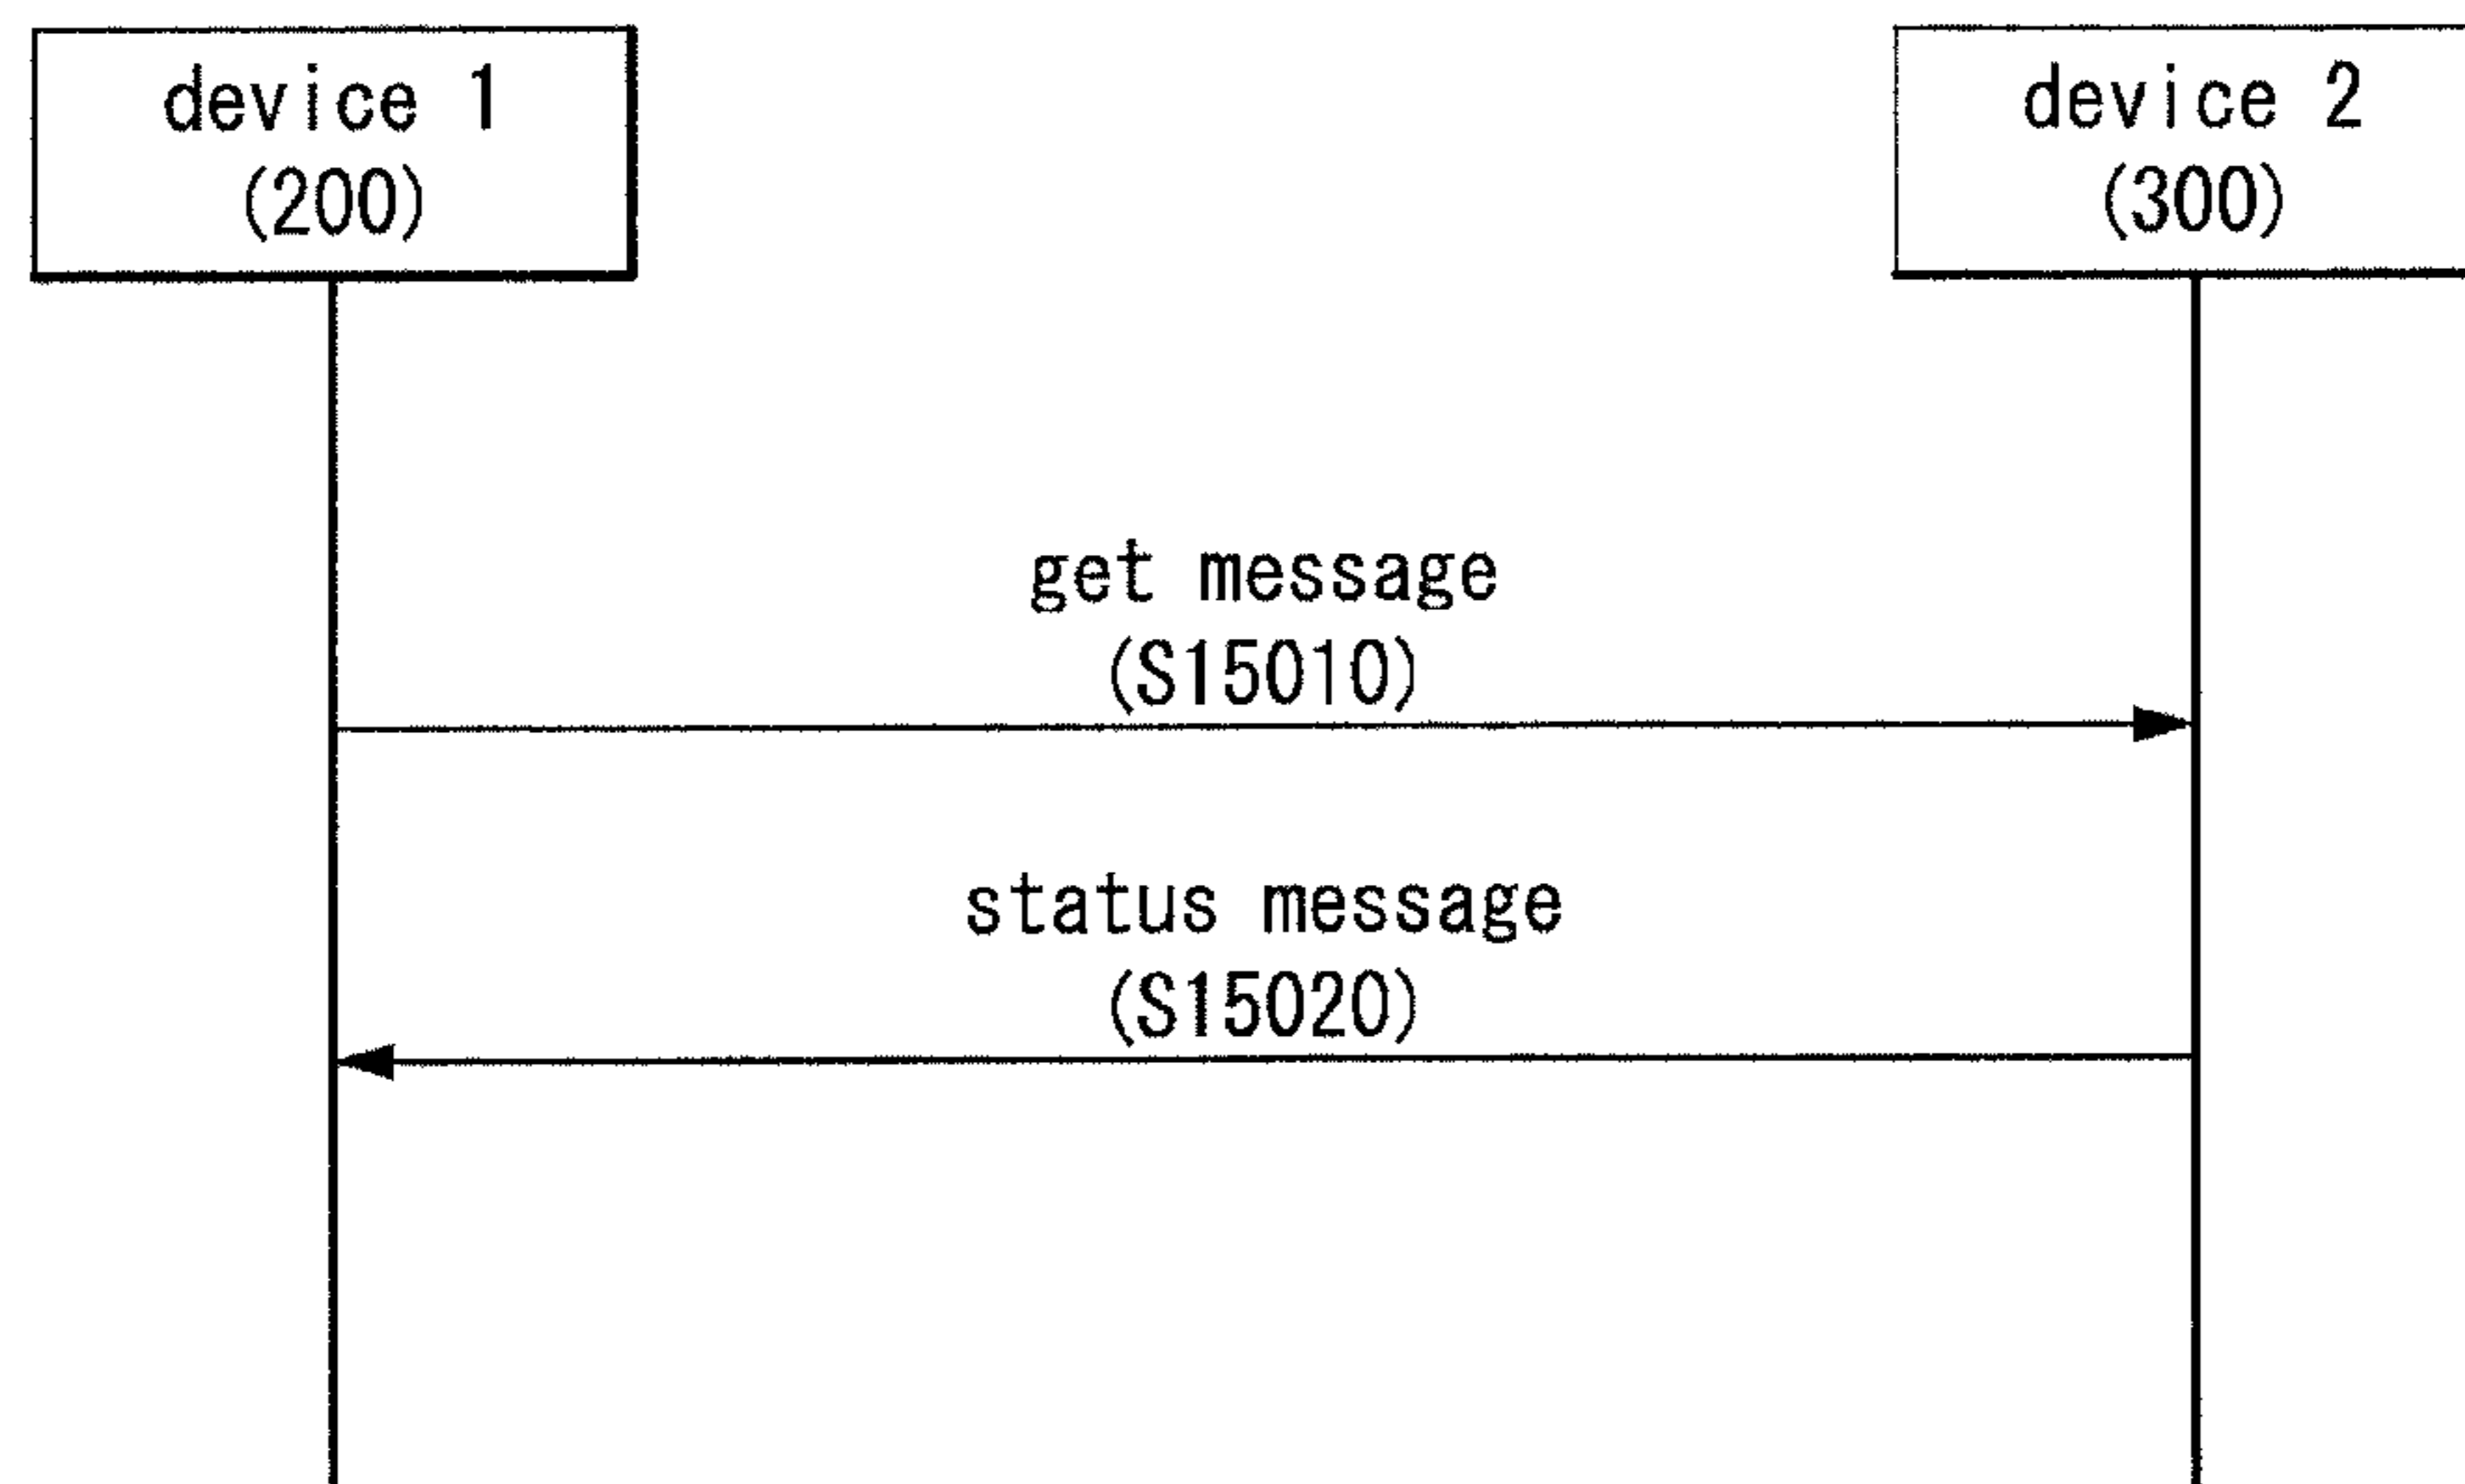 device 1
(200)
device 2
(300)
get message
(S15010)
status message
(S15020)